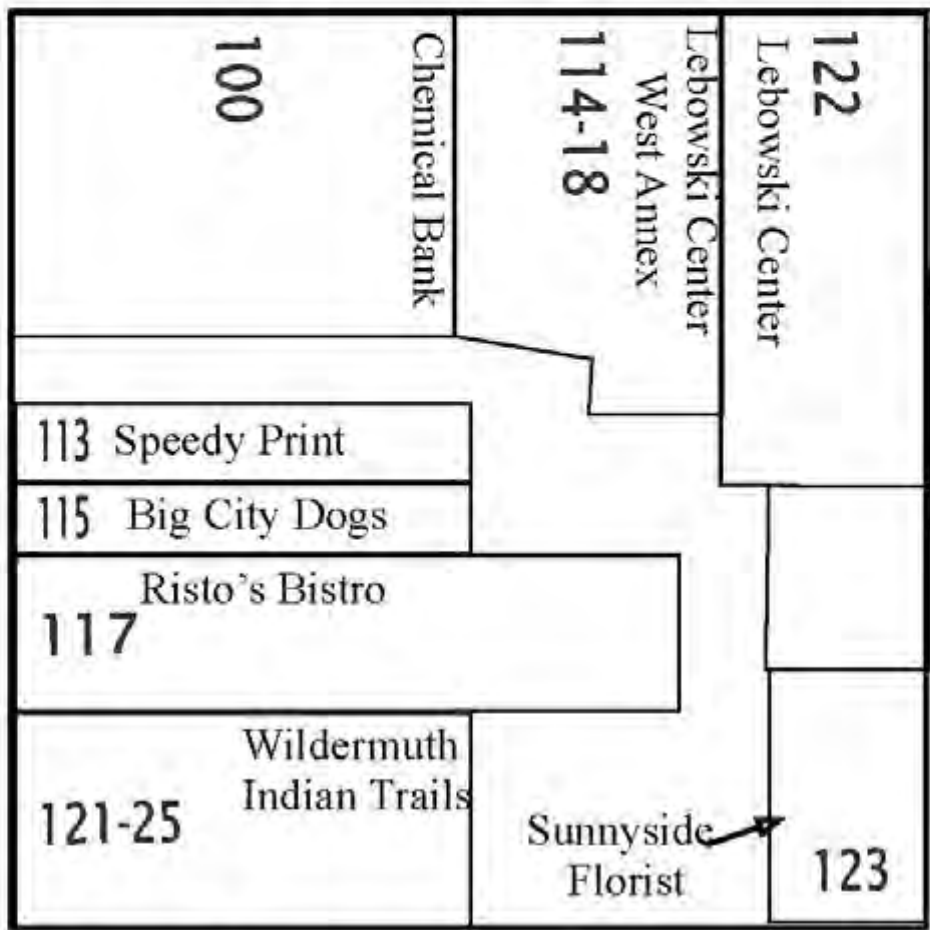 100
Chemical Bank
114-18
Lebowski Center
West Annex
122
Lebowski Center
113 Speedy Print
115 Big City Dogs
Risto's Bistro
117
Wildermuth
Indian Trails
121-25
Sunnyside
Florist
123